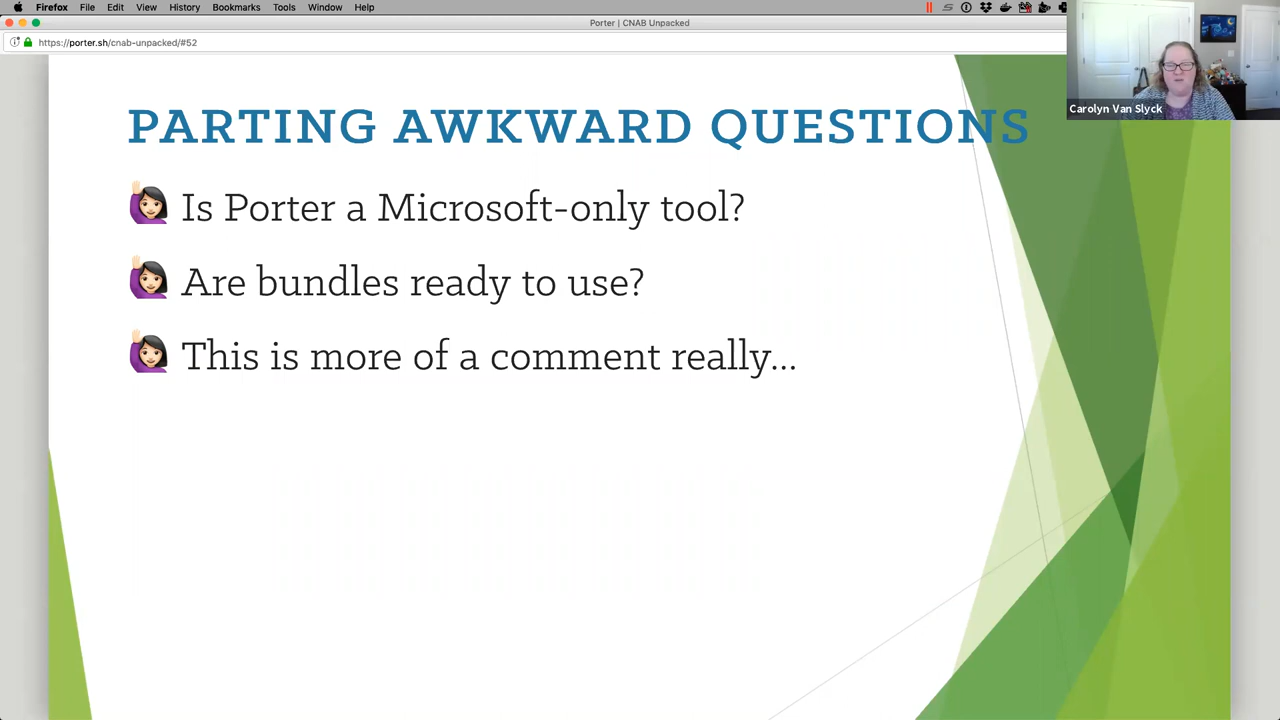 Firefox File Edit View History Bookmarks Tools Window Help
Porter | CNAB Unpacked
https://porter.sh/cnab-unpacked/#52
Carolyn Van Slyck
PARTING AWKWARD QUESTIONS
Is Porter a Microsoft-only tool?
Are bundles ready to use?
This is more of a comment really...